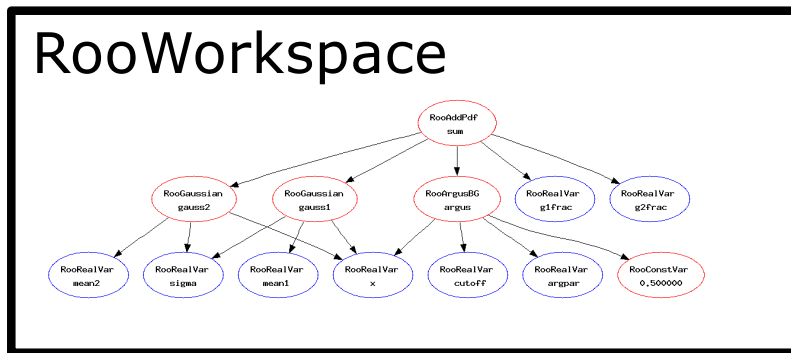 RooWorkspace
RooAddPdf
sum
RooGaussian
gauss2
RooGaussian
gauss1
RooArgusBG
argus
RooRealVar
g1frac
RooRealVar
g2frac
RooRealVar
mean2
RooRealVar
sigma
RooRealVar
mean1
RooRealVar
x
RooRealVar
cutoff
RooRealVar
argpar
RooConstVar
0.500000